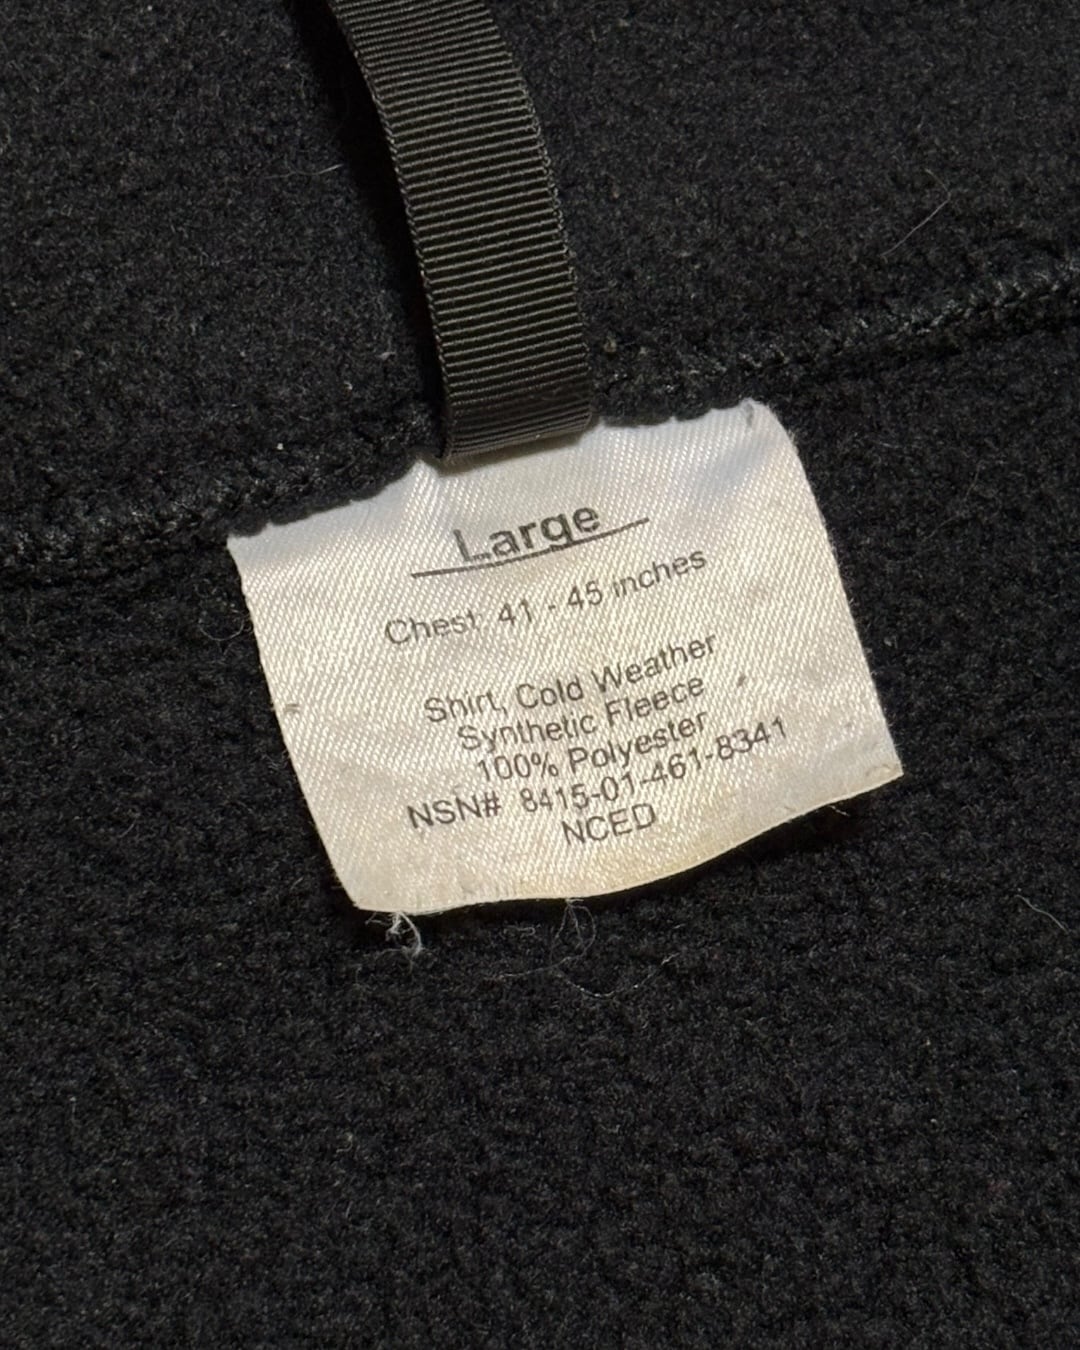 Large
Chest: 41 - 45 inches
Shirt, Cold Weather
Synthetic Fleece
100% Polyester
NSN# 8415-01-461-8341
NCED